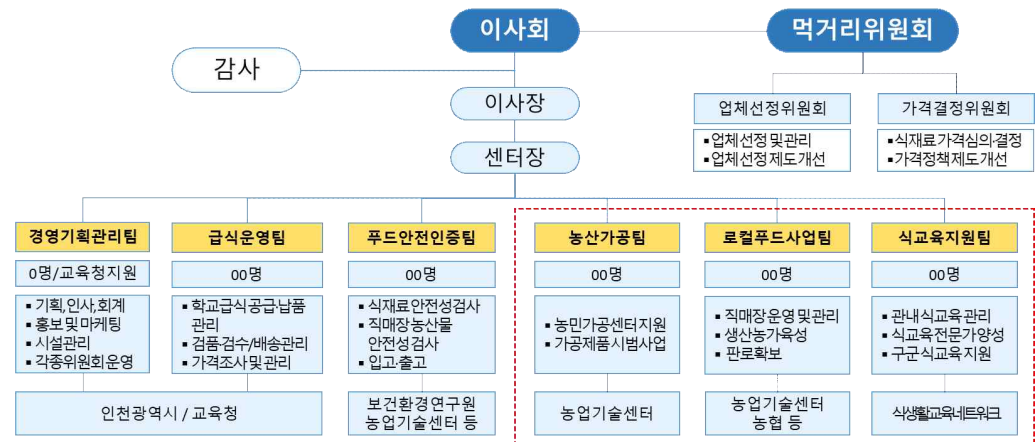 이사회
먹거리위원회
감사
이사장
센터장
업체선정위원회
▪업체선정 및 관리
▪업체선정 제도개선
가격결정위원회
▪식재료 가격심의·결정
▪가격정책 제도개선
경영기획관리팀
0명/교육청지원
▪ 기획,인사,회계
▪ 홍보 및 마케팅
▪ 시설관리
▪ 각종위원회 운영
급식운영팀
00명
▪ 학교급식 공급·납품
관리
▪ 검품·검수/배송관리
▪ 가격조사 및 관리
푸드안전인증팀
00명
▪ 식재료 안전성검사
▪ 직매장 농산물
안전성 검사
▪ 입고·출고
농산가공팀
00명
▪ 농민가공센터지원
▪ 가공제품 시범사업
로컬푸드사업팀
00명
▪ 직매장 운영 및 관리
▪ 생산농가육성
▪ 판로확보
식교육지원팀
00명
▪ 관내 식교육 관리
▪ 식교육전문가양성
▪ 구군 식교육 지원
인천광역시 / 교육청
보건환경연구원
농업기술센터 등
농업기술센터
농업기술센터
농협 등
식생활교육네트워크